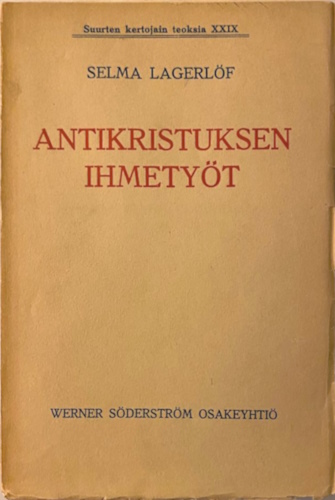 Suurten kertojain teoksia XXIX
SELMA LAGERLÖF
ANTIKRISTUKSEN
IHMETYÖT
WERNER SÖDERSTRÖM OSAKEYHTIÖ